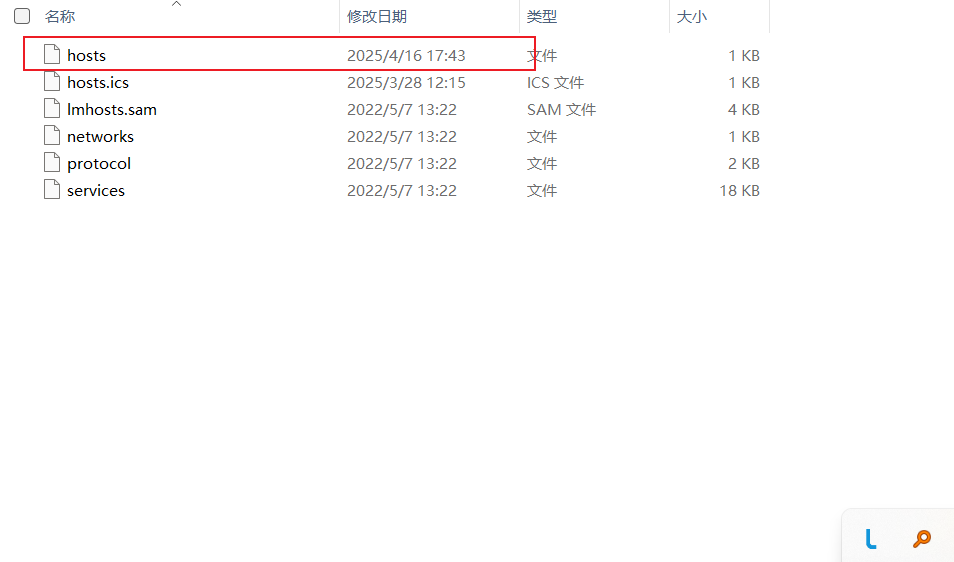 名称 修改日期 类型 大小
hosts 2025/4/16 17:43 文件 1 KB
hosts.ics 2025/3/28 12:15 ICS 文件 1 KB
lmhosts.sam 2022/5/7 13:22 SAM 文件 4 KB
networks 2022/5/7 13:22 文件 1 KB
protocol 2022/5/7 13:22 文件 2 KB
services 2022/5/7 13:22 文件 18 KB